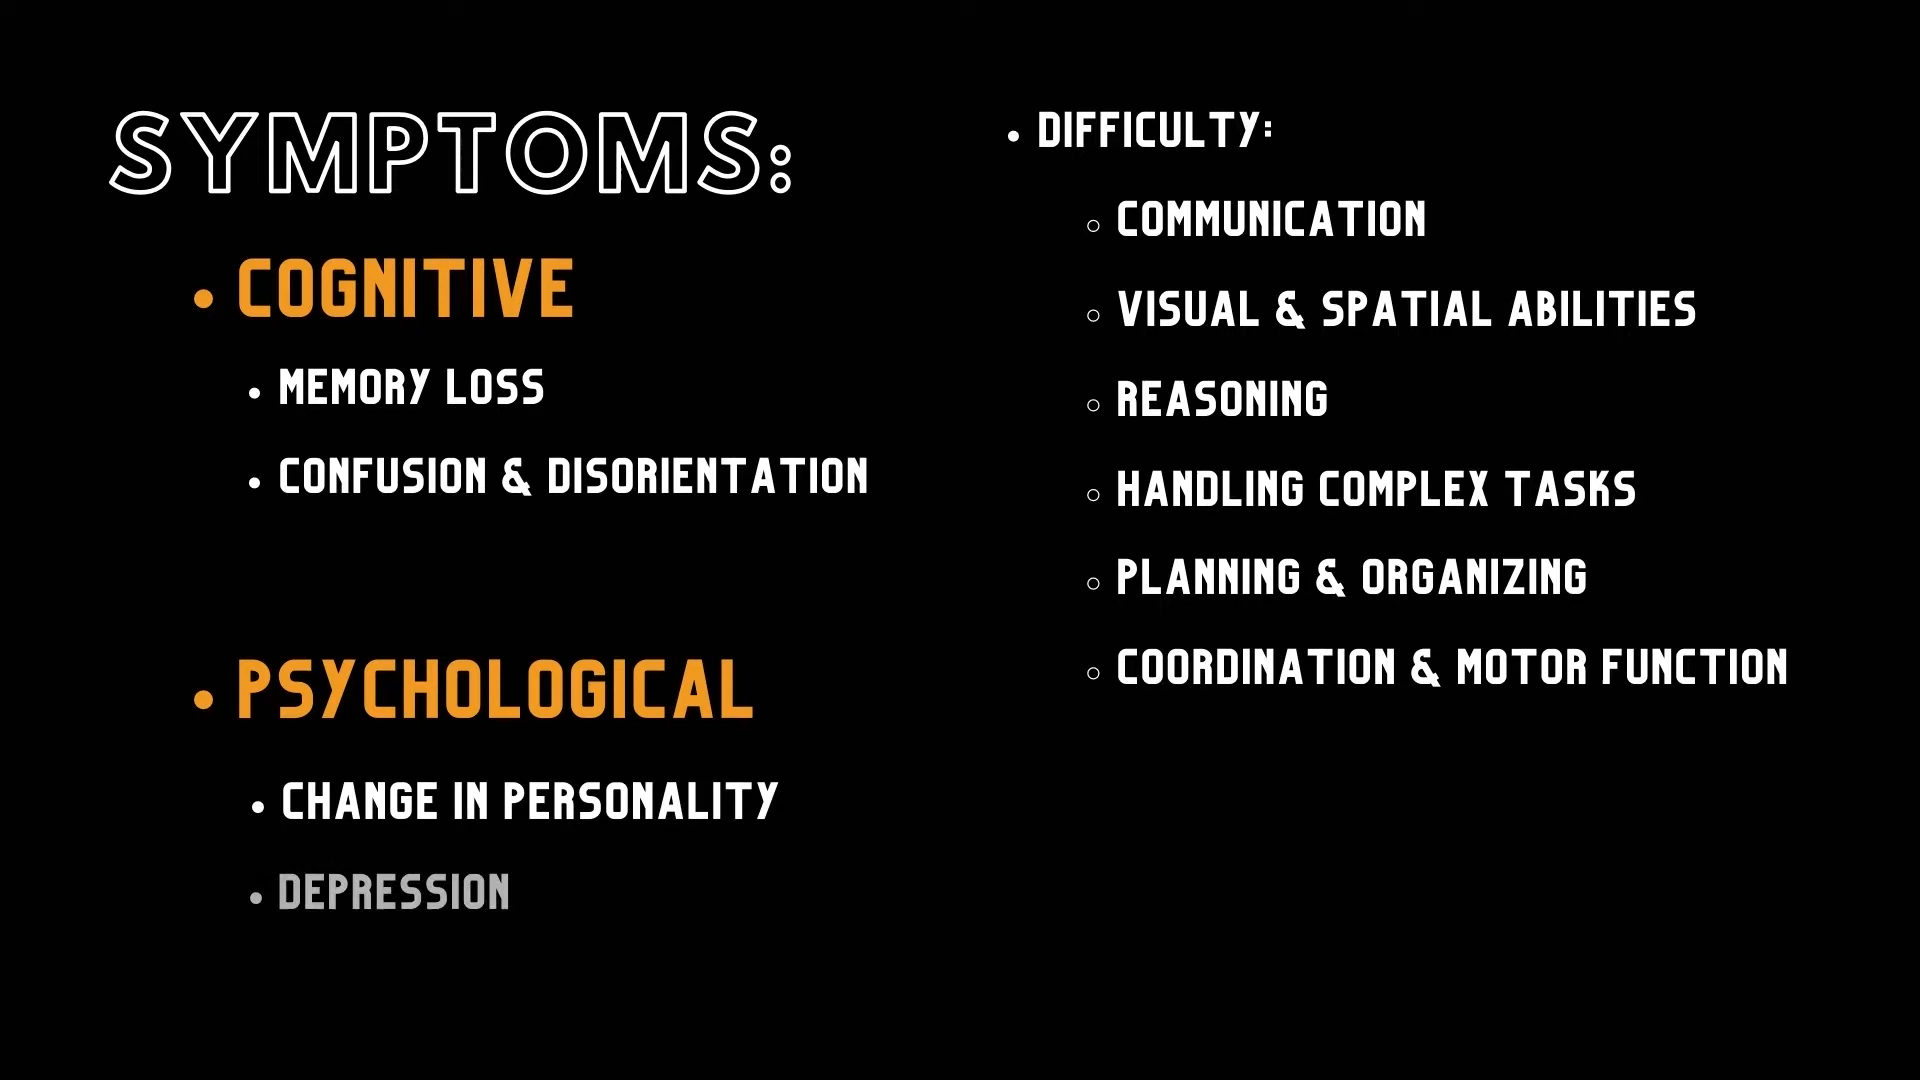 SYMPTOMS:
• COGNITIVE
• MEMORY LOSS
• CONFUSION & DISORIENTATION
• PSYCHOLOGICAL
• CHANGE IN PERSONALITY
• DEPRESSION
• DIFFICULTY:
○ COMMUNICATION
○ VISUAL & SPATIAL ABILITIES
○ REASONING
○ HANDLING COMPLEX TASKS
○ PLANNING & ORGANIZING
○ COORDINATION & MOTOR FUNCTION